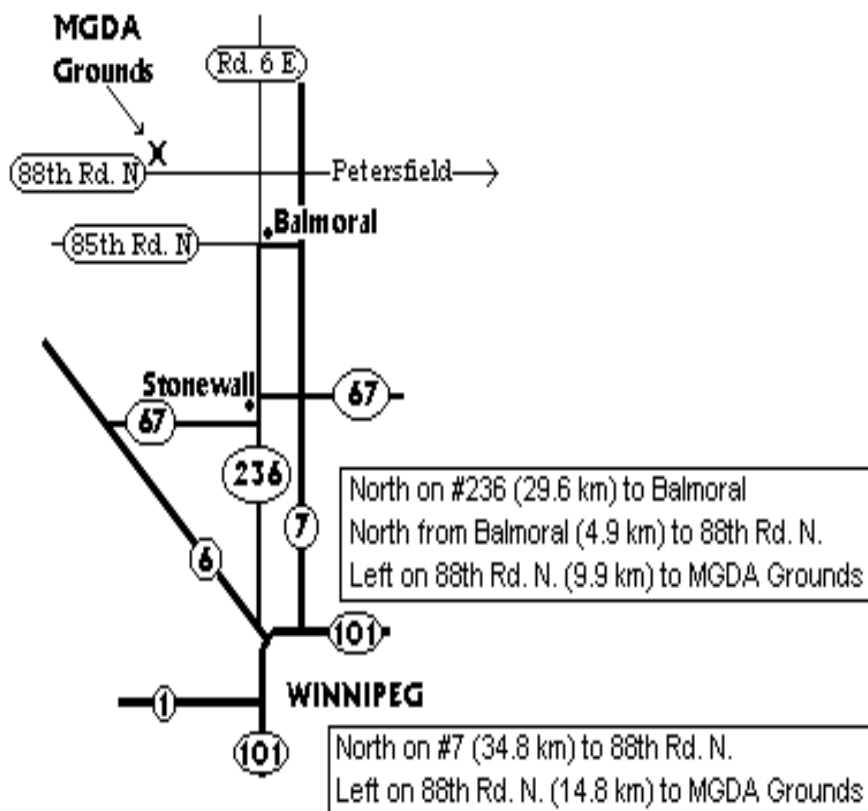 MGDA
Grounds
Rd. 6 E.
X
88th Rd. N
Petersfield
Balmoral
85th Rd. N
Stonewall
67
67
236
7
6
North on #236 (29.6 km) to Balmoral
North from Balmoral (4.9 km) to 88th Rd. N.
Left on 88th Rd. N. (9.9 km) to MGDA Grounds
101
1
WINNIPEG
101
North on #7 (34.8 km) to 88th Rd. N.
Left on 88th Rd. N. (14.8 km) to MGDA Grounds